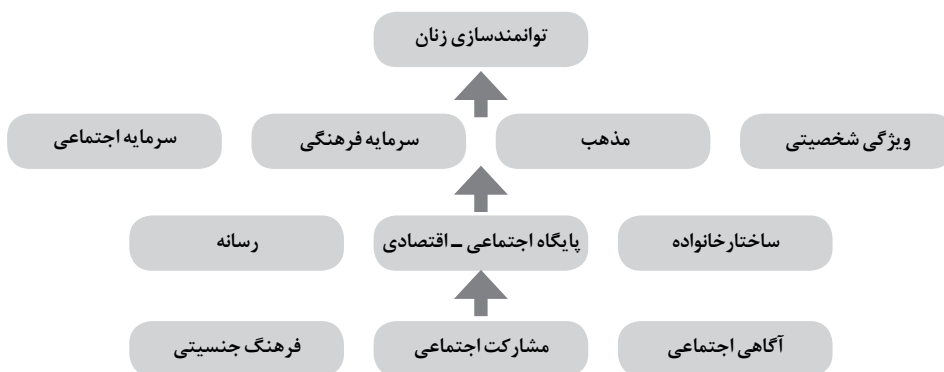 توانمندسازی زنان
ویژگی شخصیتی
مذهب
سرمایه فرهنگی
سرمایه اجتماعی
ساختار خانواده
پایگاه اجتماعی ـ اقتصادی
رسانه
آگاهی اجتماعی
مشارکت اجتماعی
فرهنگ جنسیتی